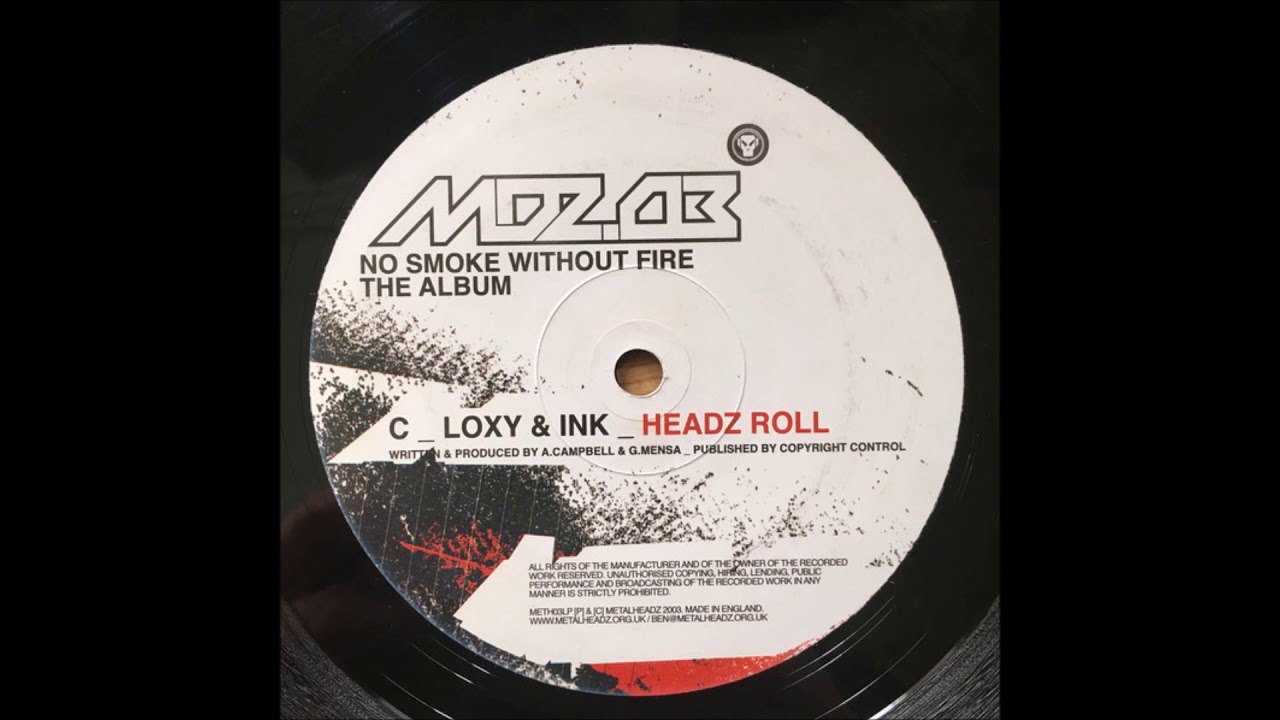 MDZ.03
NO SMOKE WITHOUT FIRE
THE ALBUM
C _ LOXY & INK _ HEADZ ROLL
WRITTEN & PRODUCED BY A.CAMPBELL & G.MENSA _ PUBLISHED BY COPYRIGHT CONTROL
ALL RIGHTS OF THE MANUFACTURER AND OF THE OWNER OF THE RECORDED
WORK RESERVED. UNAUTHORISED COPYING, HIRING, LENDING, PUBLIC
PERFORMANCE AND BROADCASTING OF THE RECORDED WORK IN ANY
MANNER IS STRICTLY PROHIBITED.
METH03LP [P] & [C] METALHEADZ 2003. MADE IN ENGLAND.
WWW.METALHEADZ.ORG.UK / BEN@METALHEADZ.ORG.UK